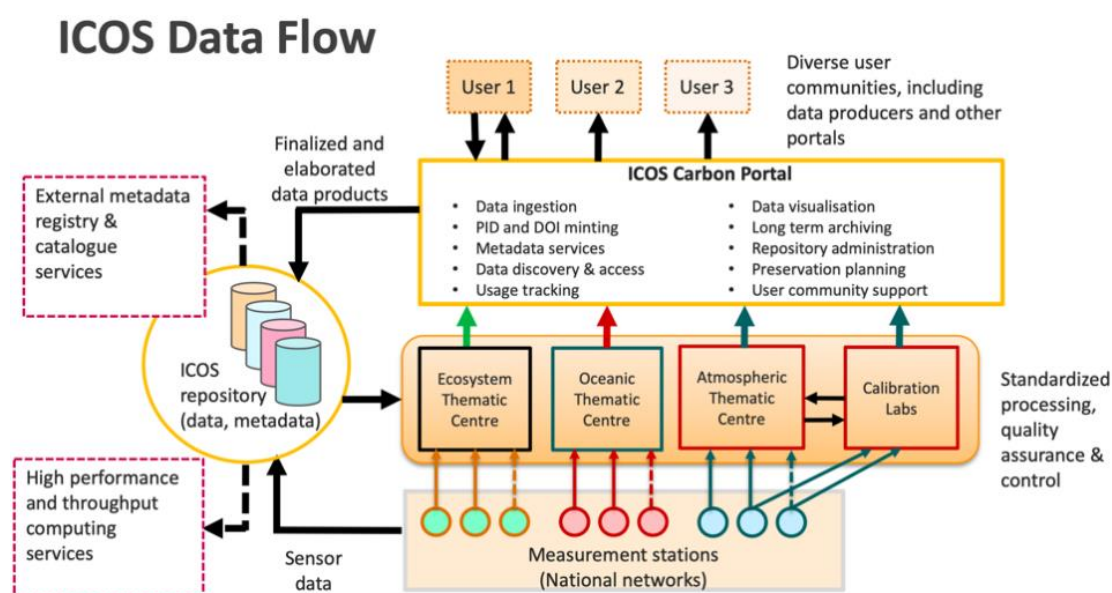 ICOS Data Flow
User 1
User 2
User 3
Diverse user
communities, including
data producers and other
portals
Finalized and
elaborated
data products
External metadata
registry &
catalogue
services
ICOS Carbon Portal
• Data ingestion
• PID and DOI minting
• Metadata services
• Data discovery & access
• Usage tracking
• Data visualisation
• Long term archiving
• Repository administration
• Preservation planning
• User community support
ICOS
repository
(data, metadata)
Ecosystem
Thematic
Centre
Oceanic
Thematic
Centre
Atmospheric
Thematic
Centre
Calibration
Labs
Standardized
processing,
quality
assurance &
control
High performance
and throughput
computing
services
Sensor
data
Measurement stations
(National networks)